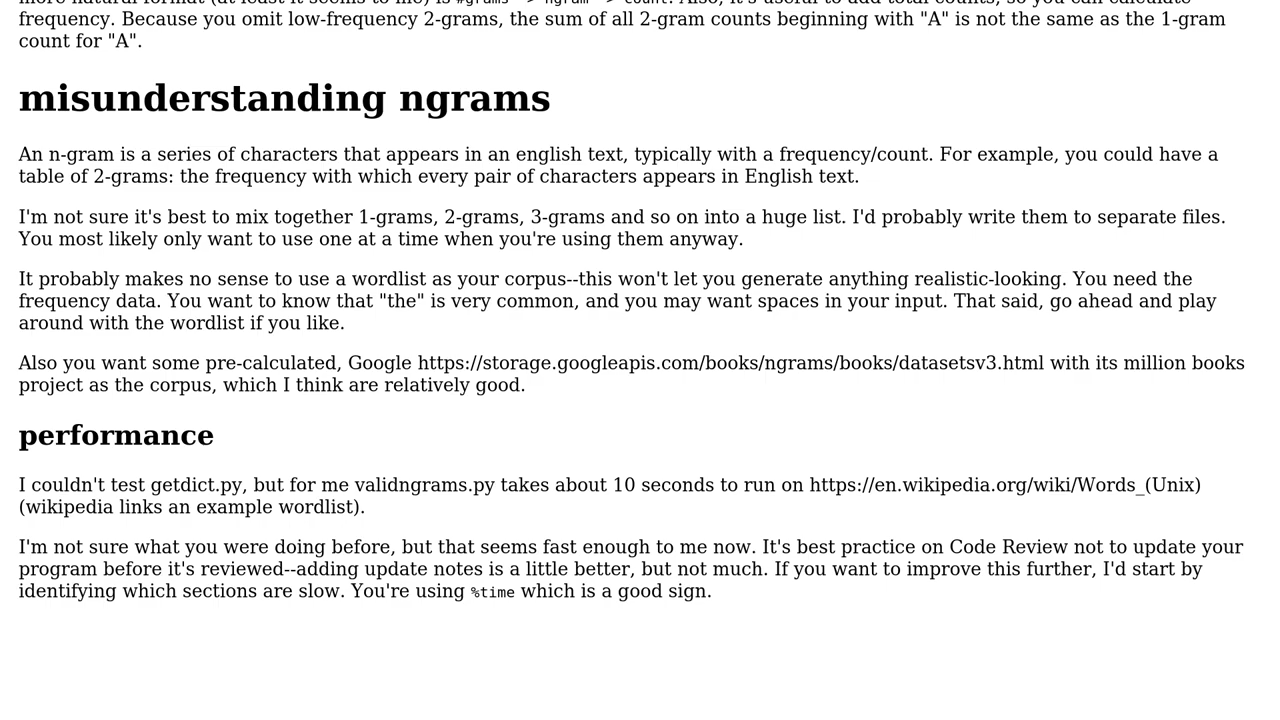 frequency. Because you omit low-frequency 2-grams, the sum of all 2-gram counts beginning with "A" is not the same as the 1-gram
count for "A".
misunderstanding ngrams
An n-gram is a series of characters that appears in an english text, typically with a frequency/count. For example, you could have a
table of 2-grams: the frequency with which every pair of characters appears in English text.
I'm not sure it's best to mix together 1-grams, 2-grams, 3-grams and so on into a huge list. I'd probably write them to separate files.
You most likely only want to use one at a time when you're using them anyway.
It probably makes no sense to use a wordlist as your corpus--this won't let you generate anything realistic-looking. You need the
frequency data. You want to know that "the" is very common, and you may want spaces in your input. That said, go ahead and play
around with the wordlist if you like.
Also you want some pre-calculated, Google https://storage.googleapis.com/books/ngrams/books/datasetsv3.html with its million books
project as the corpus, which I think are relatively good.
performance
I couldn't test getdict.py, but for me validngrams.py takes about 10 seconds to run on https://en.wikipedia.org/wiki/Words_(Unix)
(wikipedia links an example wordlist).
I'm not sure what you were doing before, but that seems fast enough to me now. It's best practice on Code Review not to update your
program before it's reviewed--adding update notes is a little better, but not much. If you want to improve this further, I'd start by
identifying which sections are slow. You're using %time which is a good sign.